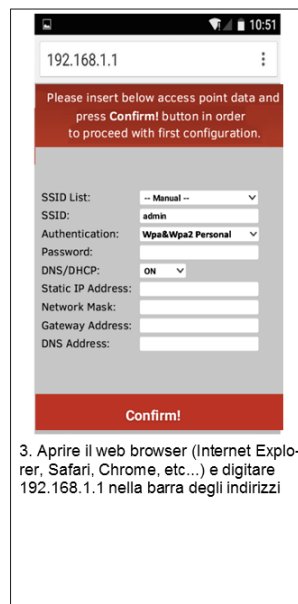 10:51
192.168.1.1
Please insert below access point data and
press Confirm! button in order
to proceed with first configuration.
SSID List: -- Manual --
SSID: admin
Authentication: Wpa&Wpa2 Personal
Password:
DNS/DHCP: ON
Static IP Address:
Network Mask:
Gateway Address:
DNS Address:
Confirm!
3. Aprire il web browser (Internet Explo-
rer, Safari, Chrome, etc...) e digitare
192.168.1.1 nella barra degli indirizzi